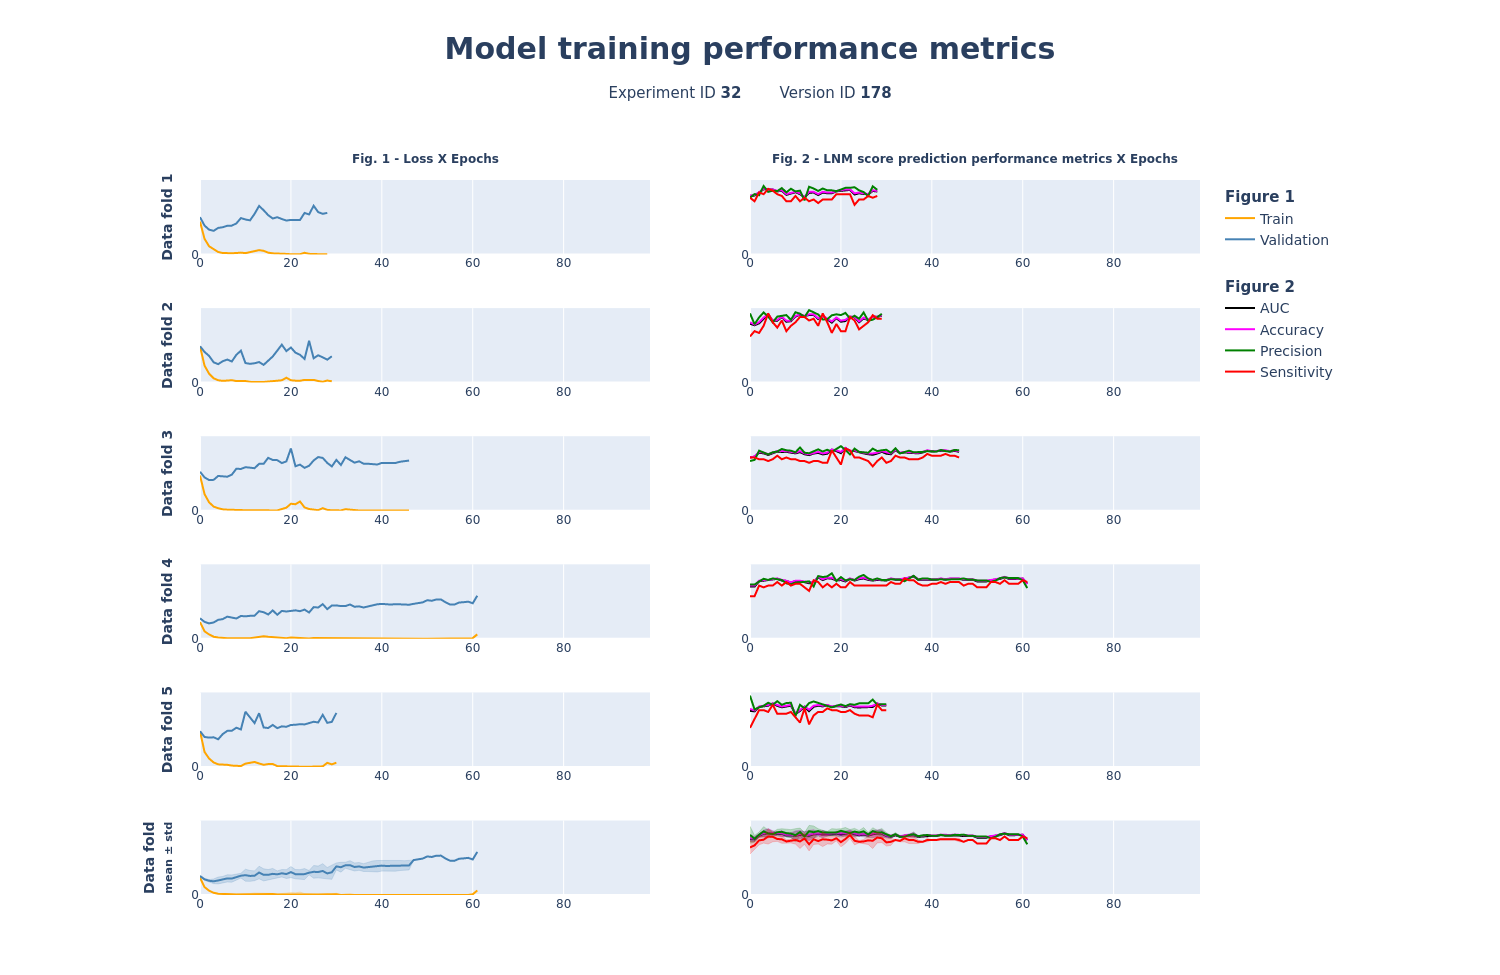 Model training performance metrics
Experiment ID 32 Version ID 178
Fig. 1 - Loss X Epochs
Fig. 2 - LNM score prediction performance metrics X Epochs
Data fold 1
0
0 20 40 60 80
0
0 20 40 60 80
Figure 1
Train
Validation
Figure 2
AUC
Accuracy
Precision
Sensitivity
Data fold 2
0
0 20 40 60 80
0
0 20 40 60 80
Data fold 3
0
0 20 40 60 80
0
0 20 40 60 80
Data fold 4
0
0 20 40 60 80
0
0 20 40 60 80
Data fold 5
0
0 20 40 60 80
0
0 20 40 60 80
Data fold
mean ± std
0
0 20 40 60 80
0
0 20 40 60 80